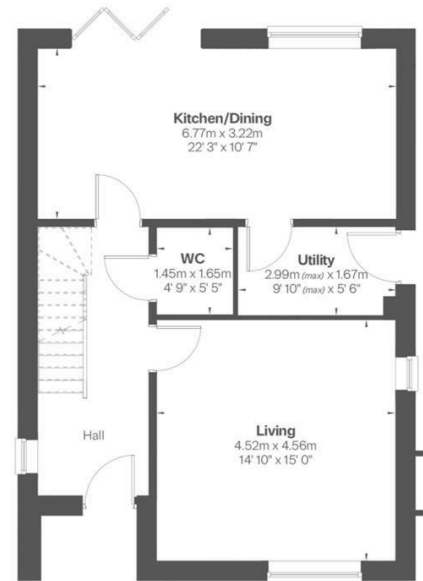 Kitchen/Dining
6.77m x 3.22m
22' 3" x 10' 7"
WC
1.45m x 1.65m
4' 9" x 5' 5"
Utility
2.99m (max) x 1.67m
9' 10" (max) x 5' 6"
Hall
Living
4.52m x 4.56m
14' 10" x 15' 0"